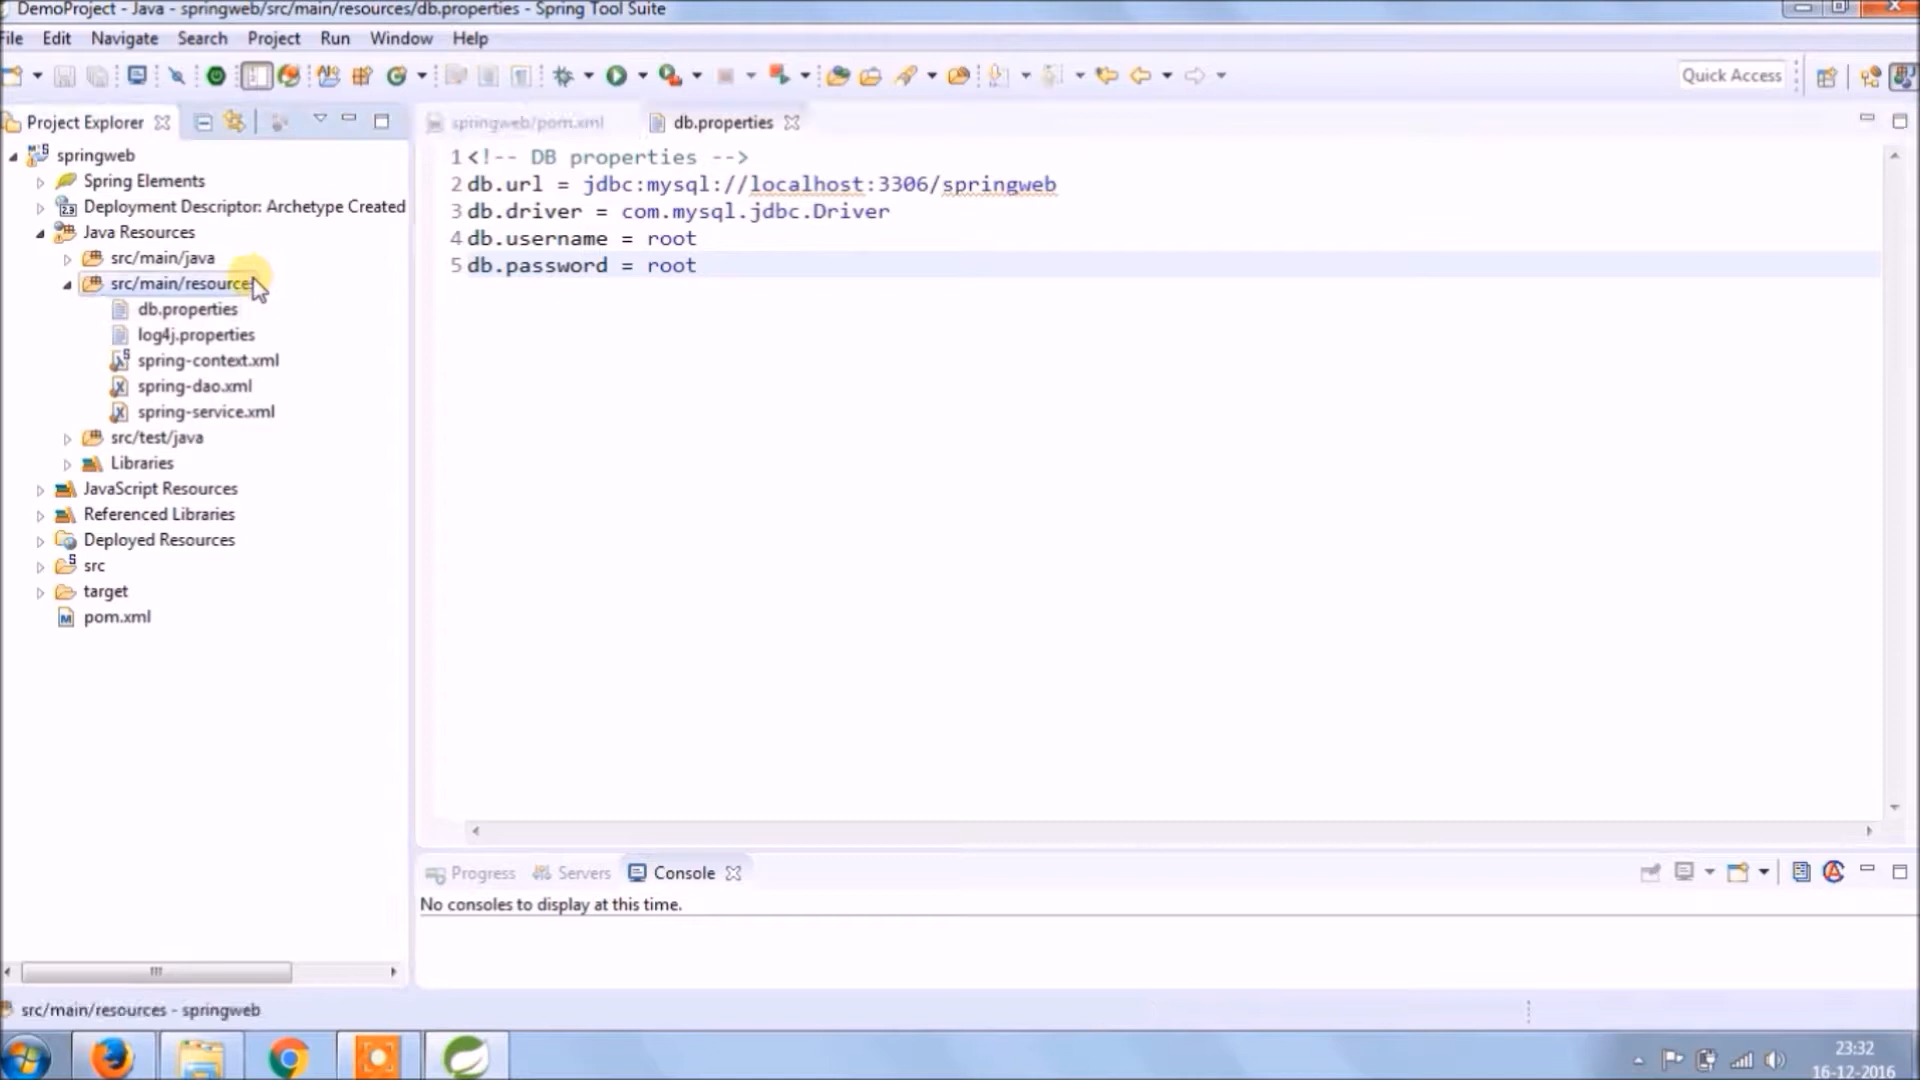 DemoProject - Java - springweb/src/main/resources/db.properties - Spring Tool Suite
File Edit Navigate Search Project Run Window Help
Quick Access
Project Explorer
springweb/pom.xml
db.properties
springweb
Spring Elements
Deployment Descriptor: Archetype Created
Java Resources
src/main/java
src/main/resources
db.properties
log4j.properties
spring-context.xml
spring-dao.xml
spring-service.xml
src/test/java
Libraries
JavaScript Resources
Referenced Libraries
Deployed Resources
src
target
pom.xml
1 <!-- DB properties -->
2 db.url = jdbc:mysql://localhost:3306/springweb
3 db.driver = com.mysql.jdbc.Driver
4 db.username = root
5 db.password = root
Progress Servers Console
No consoles to display at this time.
src/main/resources - springweb
23:32
16-12-2016